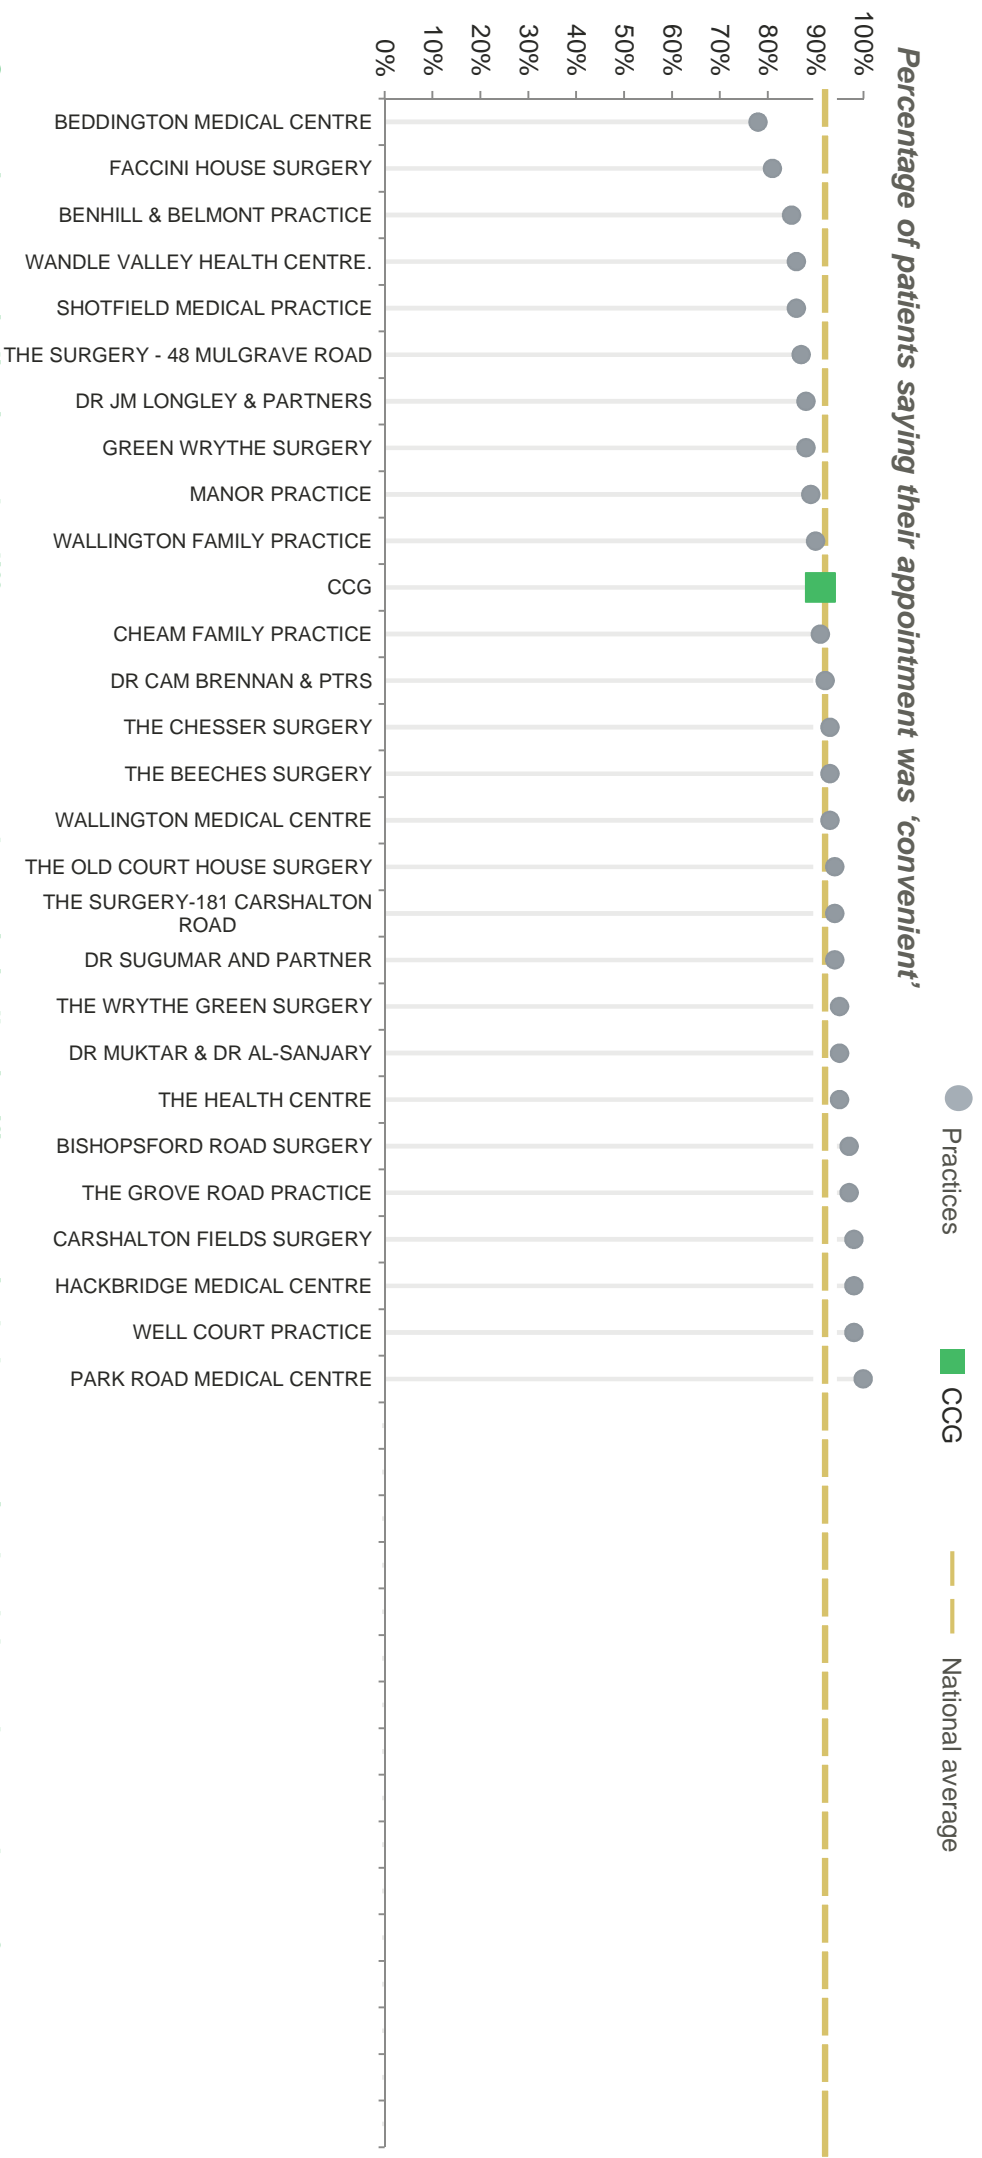 Percentage of patients saying their appointment was ‘convenient’
Practices
CCG
National average
100%
90%
80%
70%
60%
50%
40%
30%
20%
10%
0%
BEDDINGTON MEDICAL CENTRE
FACCINI HOUSE SURGERY
BENHILL & BELMONT PRACTICE
WANDLE VALLEY HEALTH CENTRE.
SHOTFIELD MEDICAL PRACTICE
THE SURGERY - 48 MULGRAVE ROAD
DR JM LONGLEY & PARTNERS
GREEN WRYTHE SURGERY
MANOR PRACTICE
WALLINGTON FAMILY PRACTICE
CCG
CHEAM FAMILY PRACTICE
DR CAM BRENNAN & PTRS
THE CHESSER SURGERY
THE BEECHES SURGERY
WALLINGTON MEDICAL CENTRE
THE OLD COURT HOUSE SURGERY
THE SURGERY-181 CARSHALTON
ROAD
DR SUGUMAR AND PARTNER
THE WRYTHE GREEN SURGERY
DR MUKTAR & DR AL-SANJARY
THE HEALTH CENTRE
BISHOPSFORD ROAD SURGERY
THE GROVE ROAD PRACTICE
CARSHALTON FIELDS SURGERY
HACKBRIDGE MEDICAL CENTRE
WELL COURT PRACTICE
PARK ROAD MEDICAL CENTRE